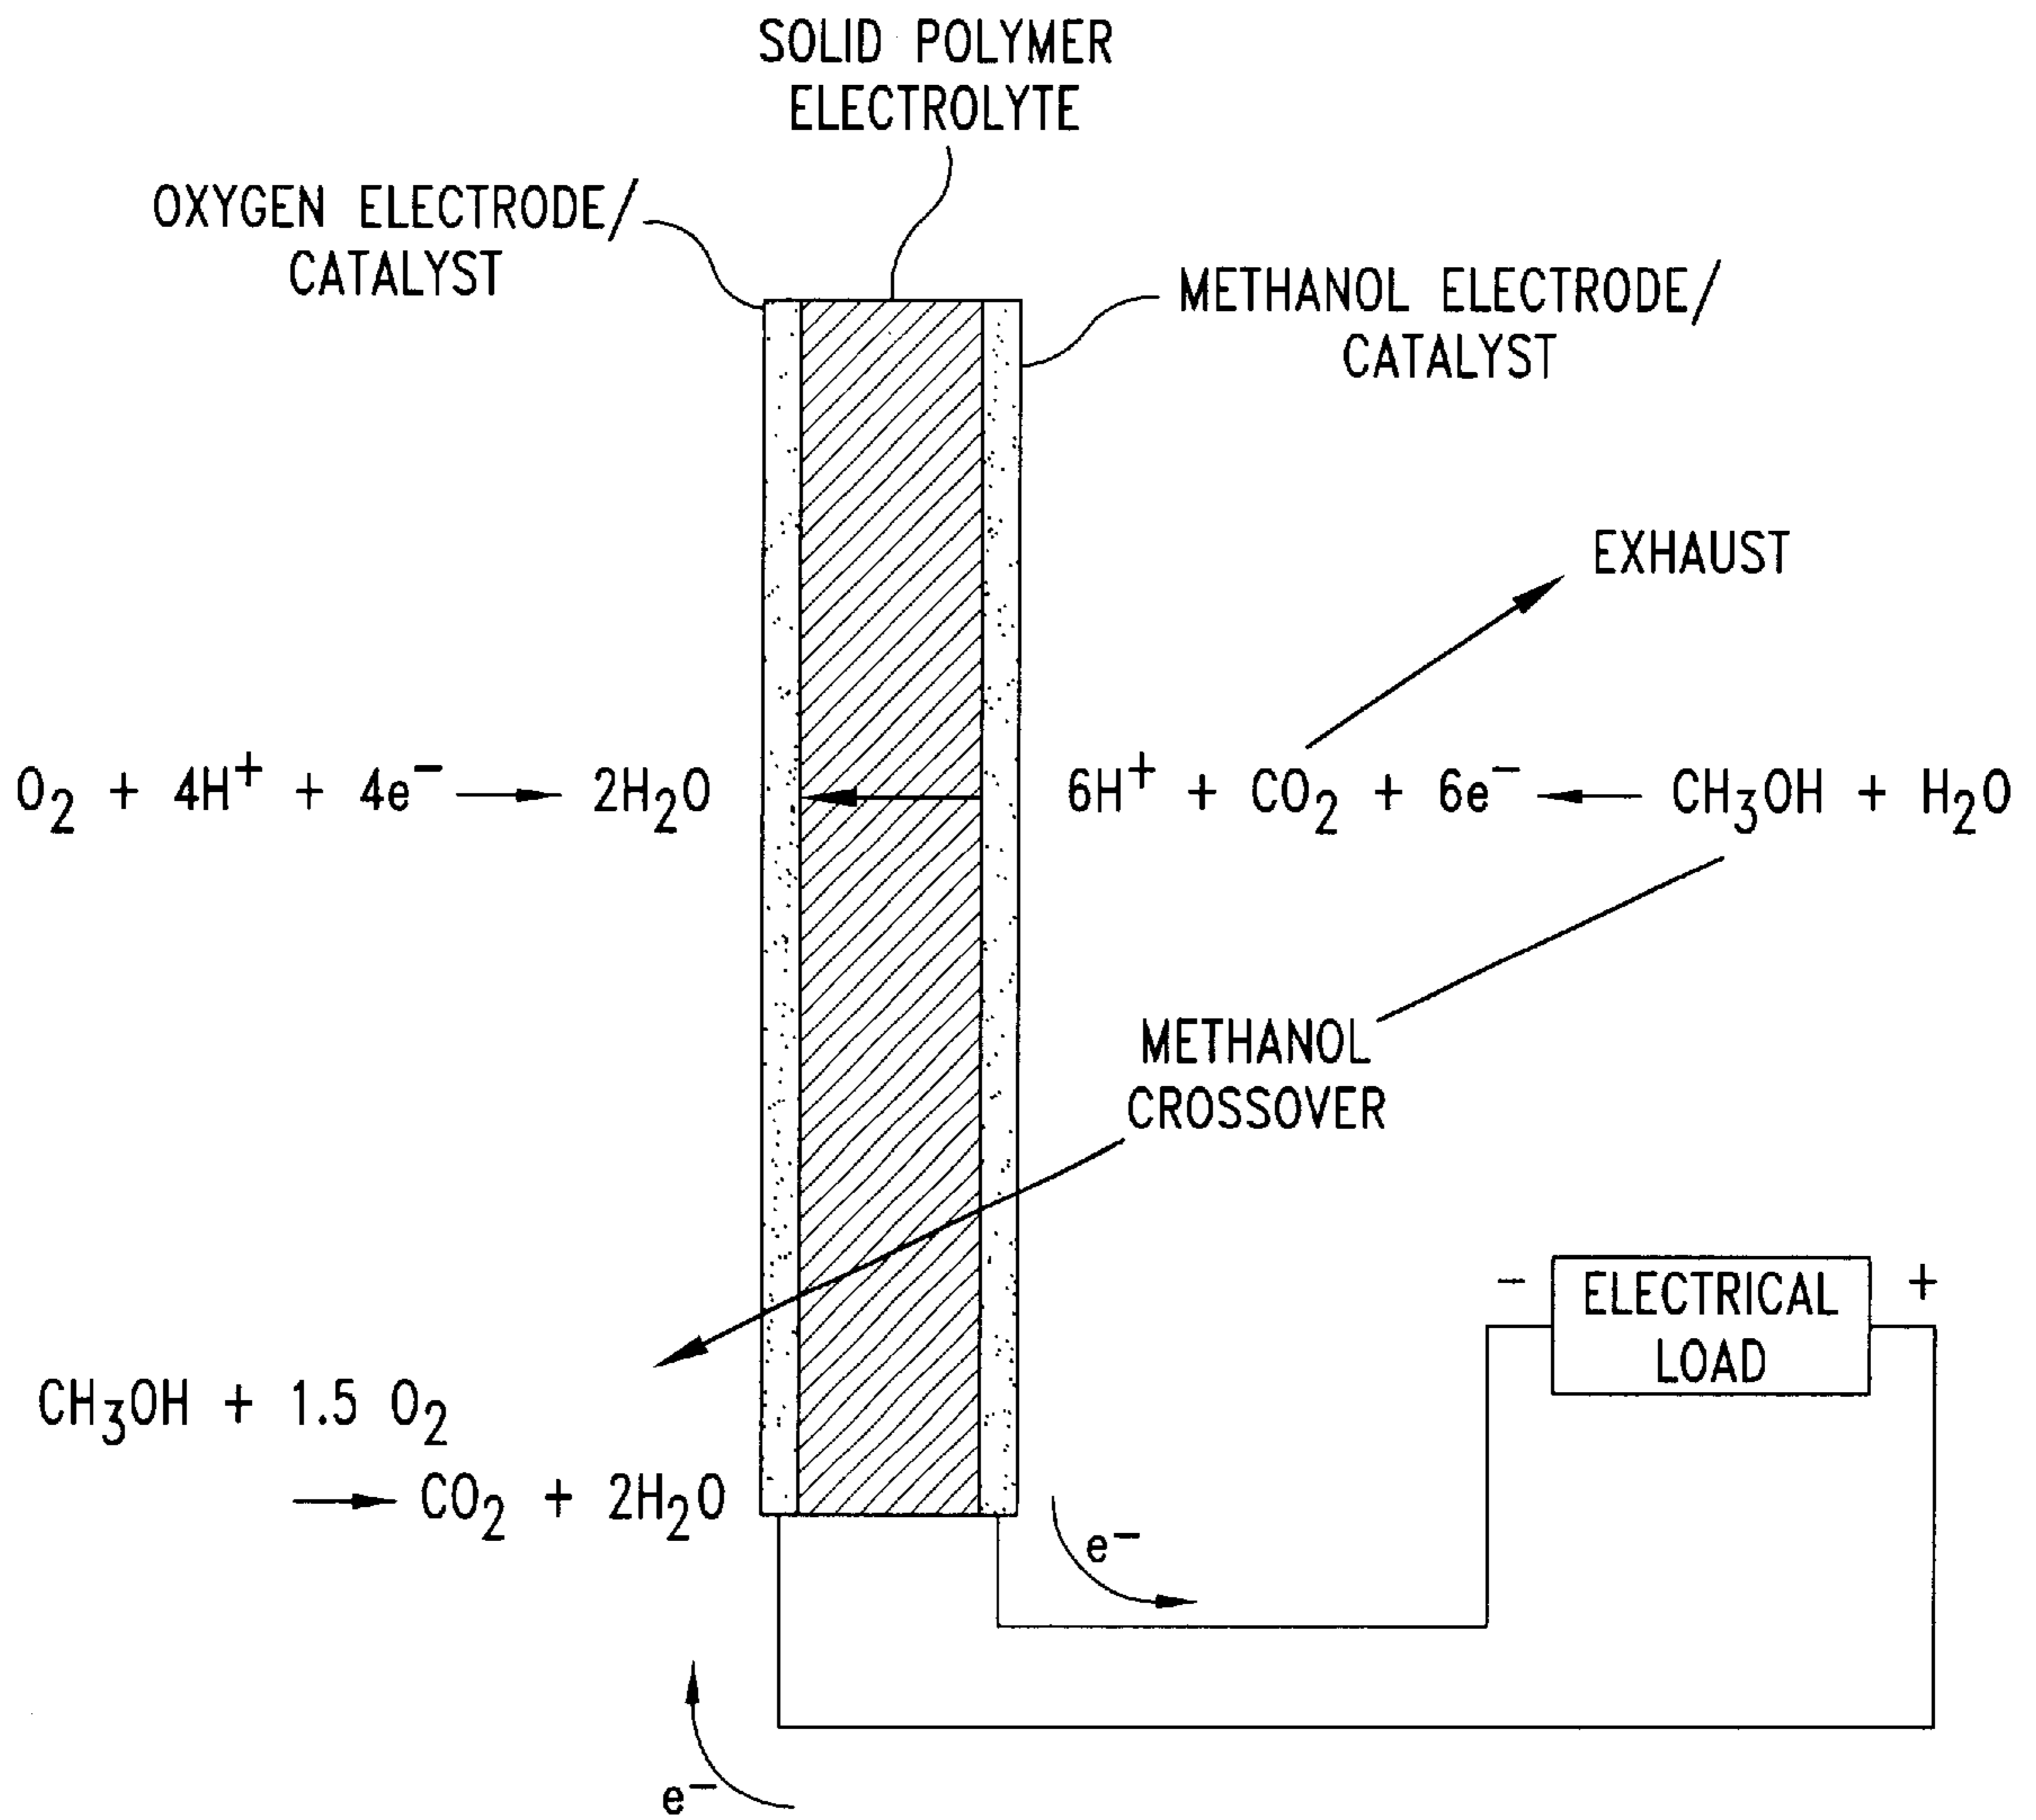 SOLID POLYMER
ELECTROLYTE
OXYGEN ELECTRODE/
CATALYST
METHANOL ELECTRODE/
CATALYST
EXHAUST
O₂ + 4H⁺ + 4e⁻ → 2H₂O
6H⁺ + CO₂ + 6e⁻ ← CH₃OH + H₂O
METHANOL
CROSSOVER
- ELECTRICAL +
LOAD
CH₃OH + 1.5 O₂
→ CO₂ + 2H₂O
e⁻
e⁻